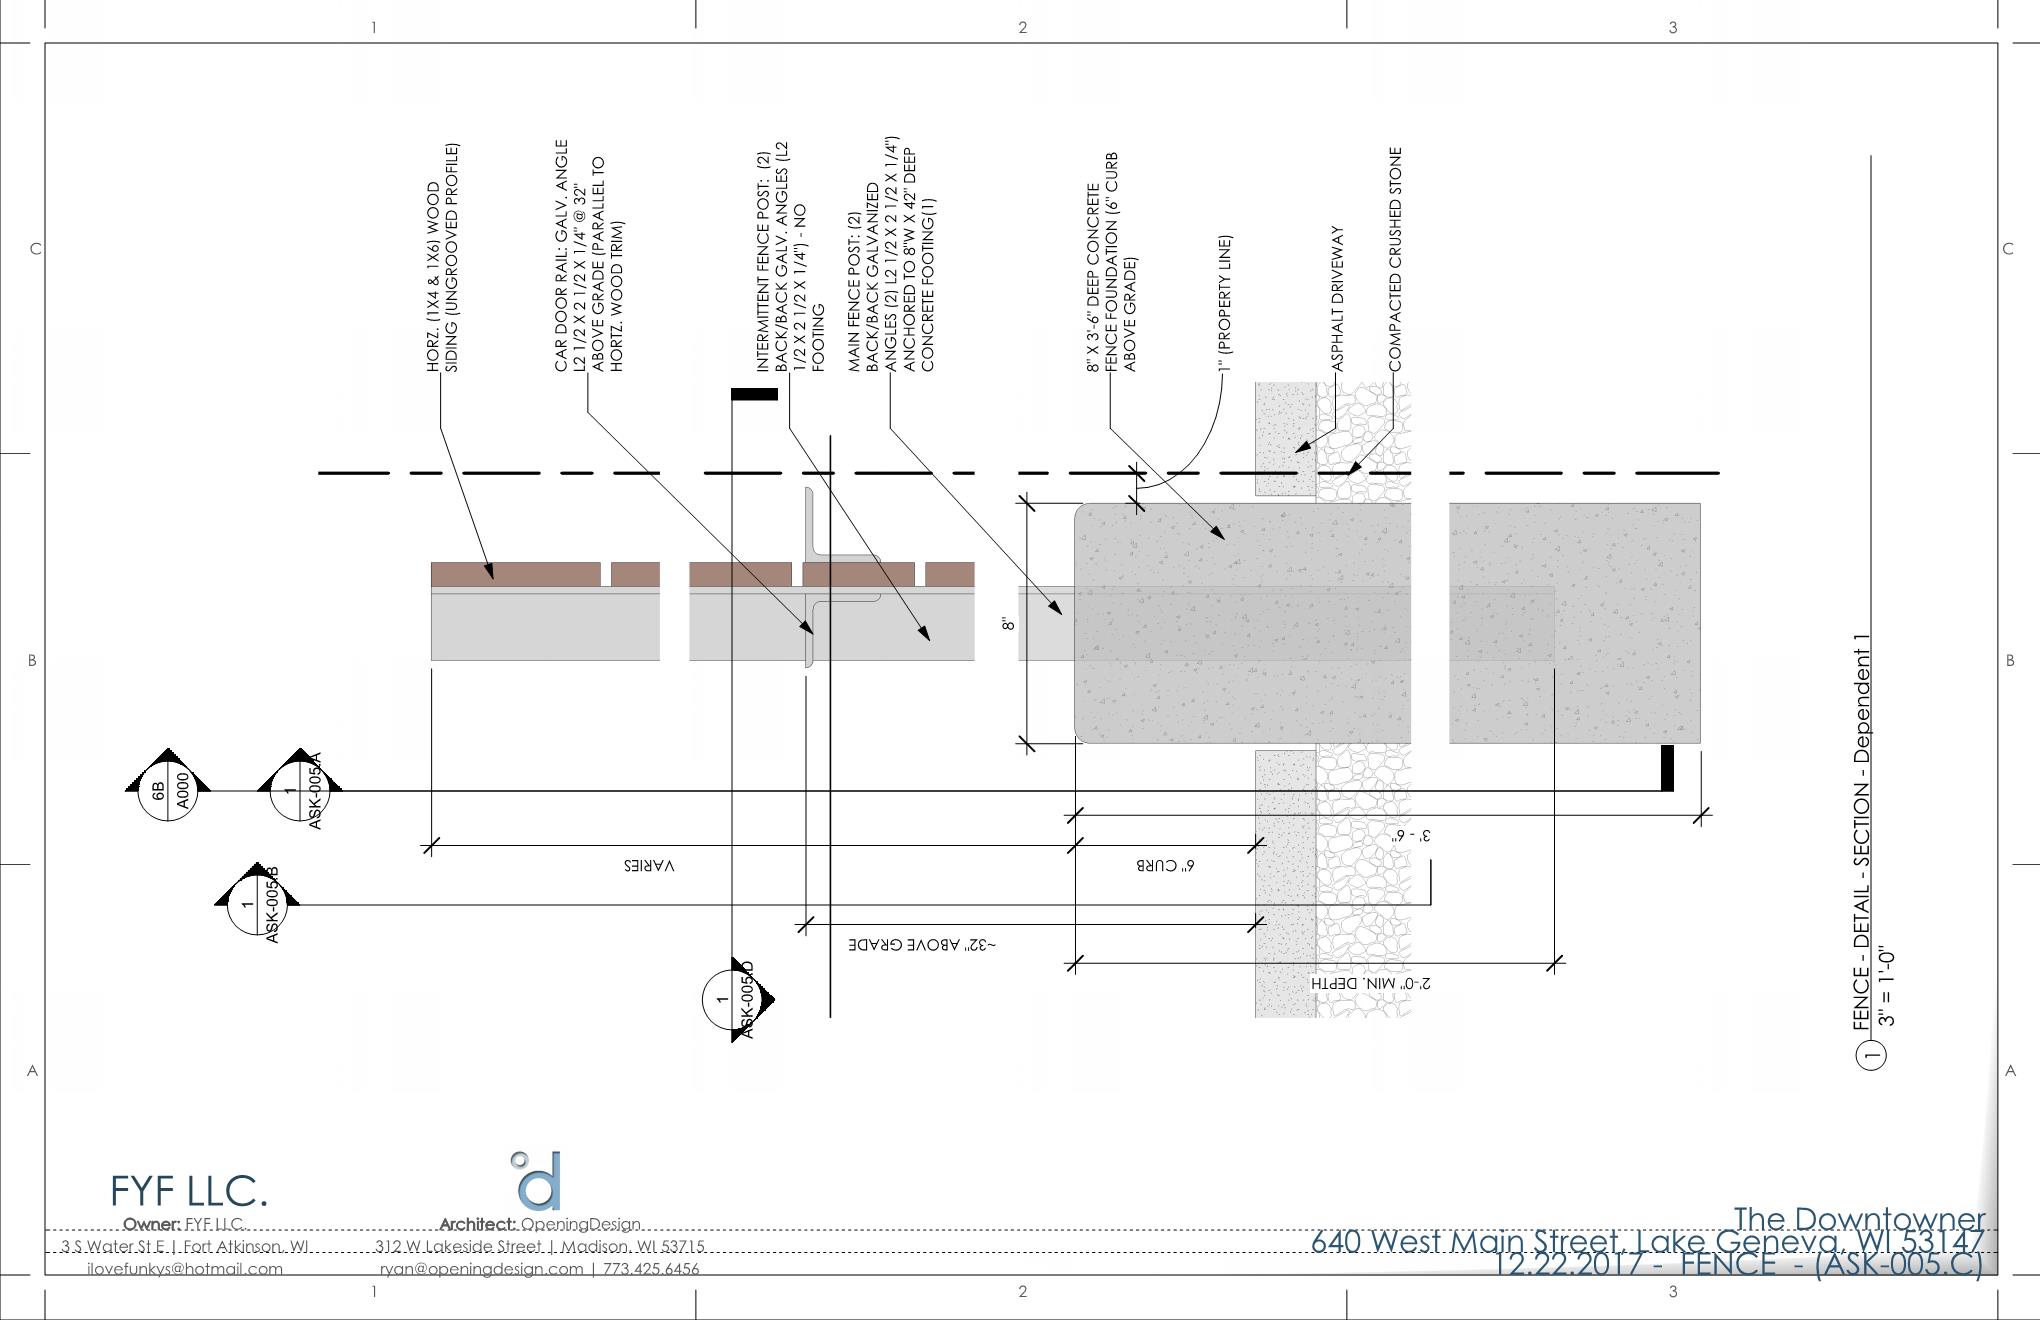 1
2
3
C
C
B
B
A
A
HORZ. (1X4 & 1X6) WOOD
SIDING (UNGROOVED PROFILE)
CAR DOOR RAIL: GALV. ANGLE
L2 1/2 X 2 1/2 X 1/4" @ 32"
ABOVE GRADE (PARALLEL TO
HORTZ. WOOD TRIM)
INTERMITTENT FENCE POST: (2)
BACK/BACK GALV. ANGLES (L2
1/2 X 2 1/2 X 1/4") - NO
FOOTING
MAIN FENCE POST: (2)
BACK/BACK GALVANIZED
ANGLES (2) L2 1/2 X 2 1/2 X 1/4")
ANCHORED TO 8"W X 42" DEEP
CONCRETE FOOTING(1)
8" X 3'-6" DEEP CONCRETE
FENCE FOUNDATION (6" CURB
ABOVE GRADE)
1" (PROPERTY LINE)
ASPHALT DRIVEWAY
COMPACTED CRUSHED STONE
8"
6B
A000
1
ASK-005.A
1
ASK-005.B
1
ASK-005.D
VARIES
6" CURB
3' - 6"
~32" ABOVE GRADE
2'-0" MIN. DEPTH
1
FENCE - DETAIL - SECTION - Dependent 1
3" = 1'-0"
FYF LLC.
Owner: FYF LLC.
3 S Water St E | Fort Atkinson, WI
ilovefunkys@hotmail.com
d
Architect: OpeningDesign
312 W Lakeside Street | Madison, WI 53715
ryan@openingdesign.com | 773.425.6456
The Downtowner
640 West Main Street, Lake Geneva, WI 53147
12.22.2017 - FENCE - (ASK-005.C)
1
2
3